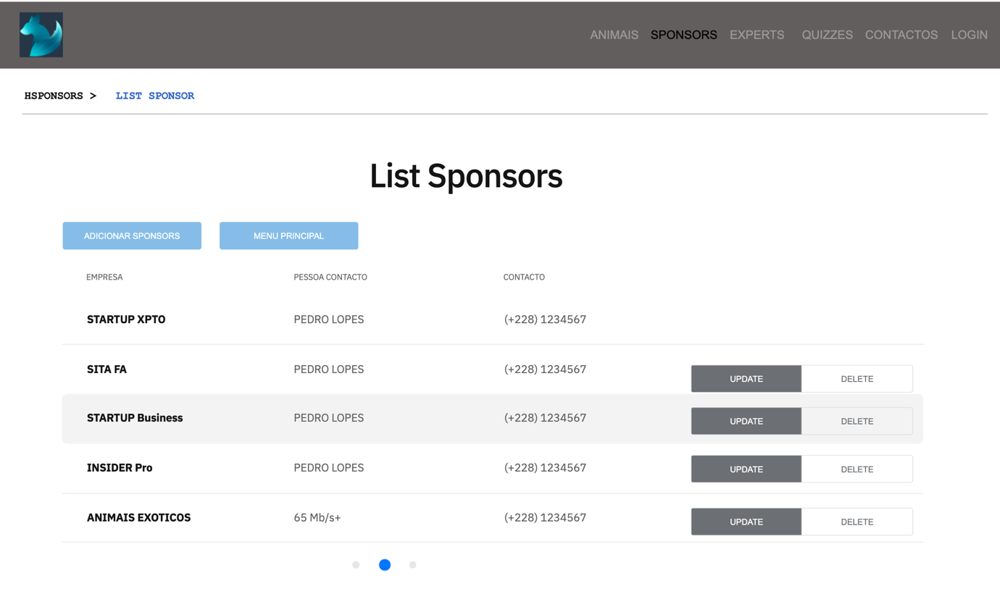 ANIMAIS SPONSORS EXPERTS QUIZZES CONTACTOS LOGIN
HSPONSORS > LIST SPONSOR
List Sponsors
ADICIONAR SPONSORS MENU PRINCIPAL
EMPRESA PESSOA CONTACTO CONTACTO
STARTUP XPTO PEDRO LOPES (+228) 1234567
SITA FA PEDRO LOPES (+228) 1234567 UPDATE DELETE
STARTUP Business PEDRO LOPES (+228) 1234567 UPDATE DELETE
INSIDER Pro PEDRO LOPES (+228) 1234567 UPDATE DELETE
ANIMAIS EXOTICOS 65 Mb/s+ (+228) 1234567 UPDATE DELETE